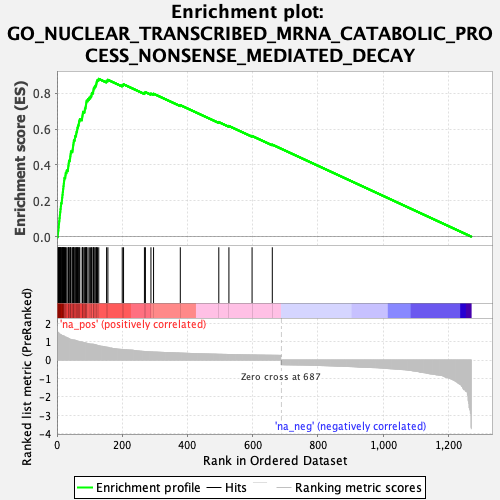 Enrichment plot:
GO_NUCLEAR_TRANSCRIBED_MRNA_CATABOLIC_PRO
CESS_NONSENSE_MEDIATED_DECAY
Enrichment score (ES)
0.8
0.6
0.4
0.2
0.0
'na_pos' (positively correlated)
Ranked list metric (PreRanked)
2
1
0
-1
-2
-3
-4
Zero cross at 687
'na_neg' (negatively correlated)
0 200 400 600 800 1,000 1,200
Rank in Ordered Dataset
Enrichment profile Hits Ranking metric scores